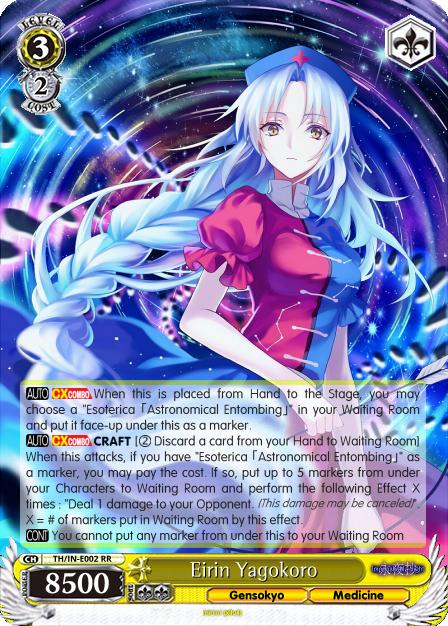 LEVEL
3
2
COST
AUTO CXCOMBO When this is placed from Hand to the Stage, you may
choose a "Esoterica「Astronomical Entombing」" in your Waiting Room
and put it face-up under this as a marker.
AUTO CXCOMBO CRAFT [② Discard a card from your Hand to Waiting Room]
When this attacks, if you have "Esoterica「Astronomical Entombing」" as
a marker, you may pay the cost. If so, put up to 5 markers from under
your Characters to Waiting Room and perform the following Effect X
times : "Deal 1 damage to your Opponent. (This damage may be cancelled)".
X = # of markers put in Waiting Room by this effect.
CONT You cannot put any marker from under this to your Waiting Room
CH TH/IN-E002 RR
POWER 8500 SOUL
Eirin Yagokoro
Gensokyo Medicine